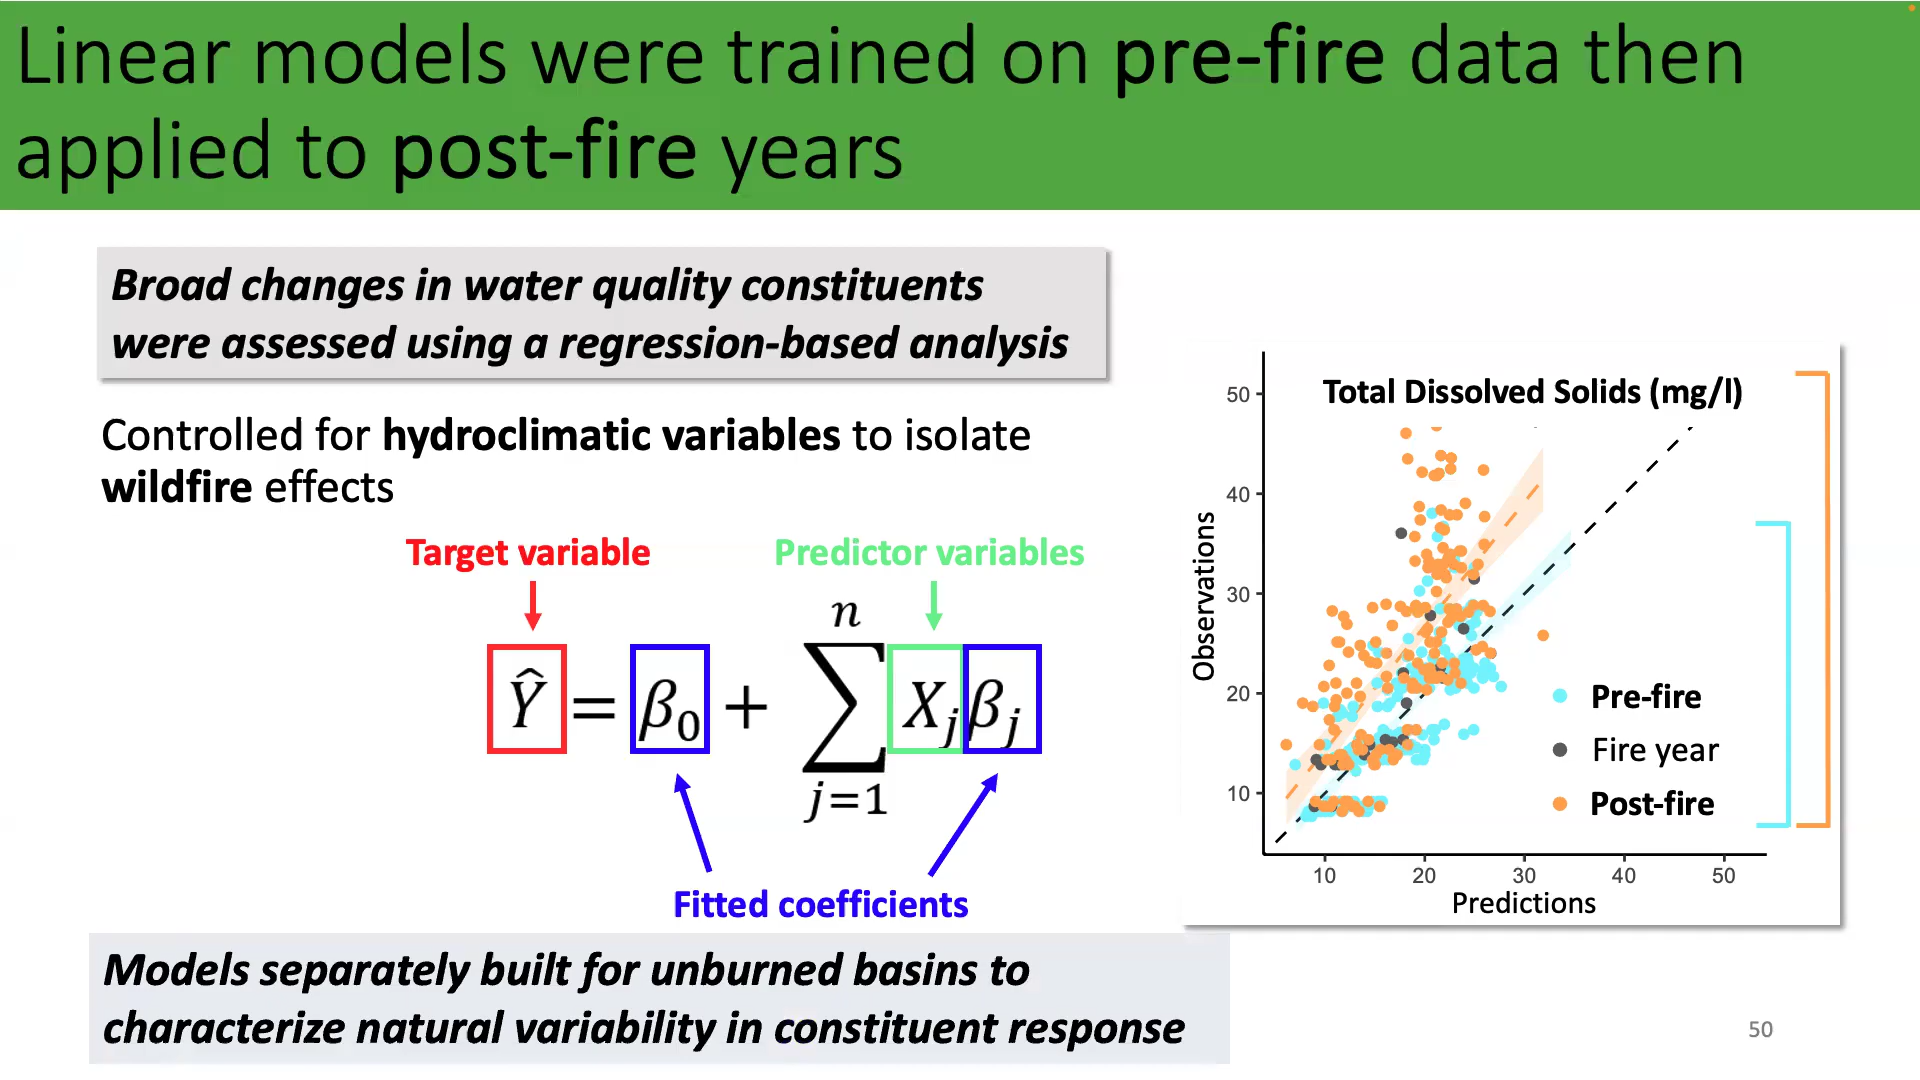 Linear models were trained on pre-fire data then
applied to post-fire years
Broad changes in water quality constituents
were assessed using a regression-based analysis
Controlled for hydroclimatic variables to isolate
wildfire effects
Target variable
Predictor variables
Ŷ = β₀ + ∑ⁿⱼ₌₁ Xⱼβⱼ
Fitted coefficients
Models separately built for unburned basins to
characterize natural variability in constituent response
Total Dissolved Solids (mg/l)
Observations
50
40
30
20
10
Pre-fire
Fire year
Post-fire
10 20 30 40 50
Predictions
50